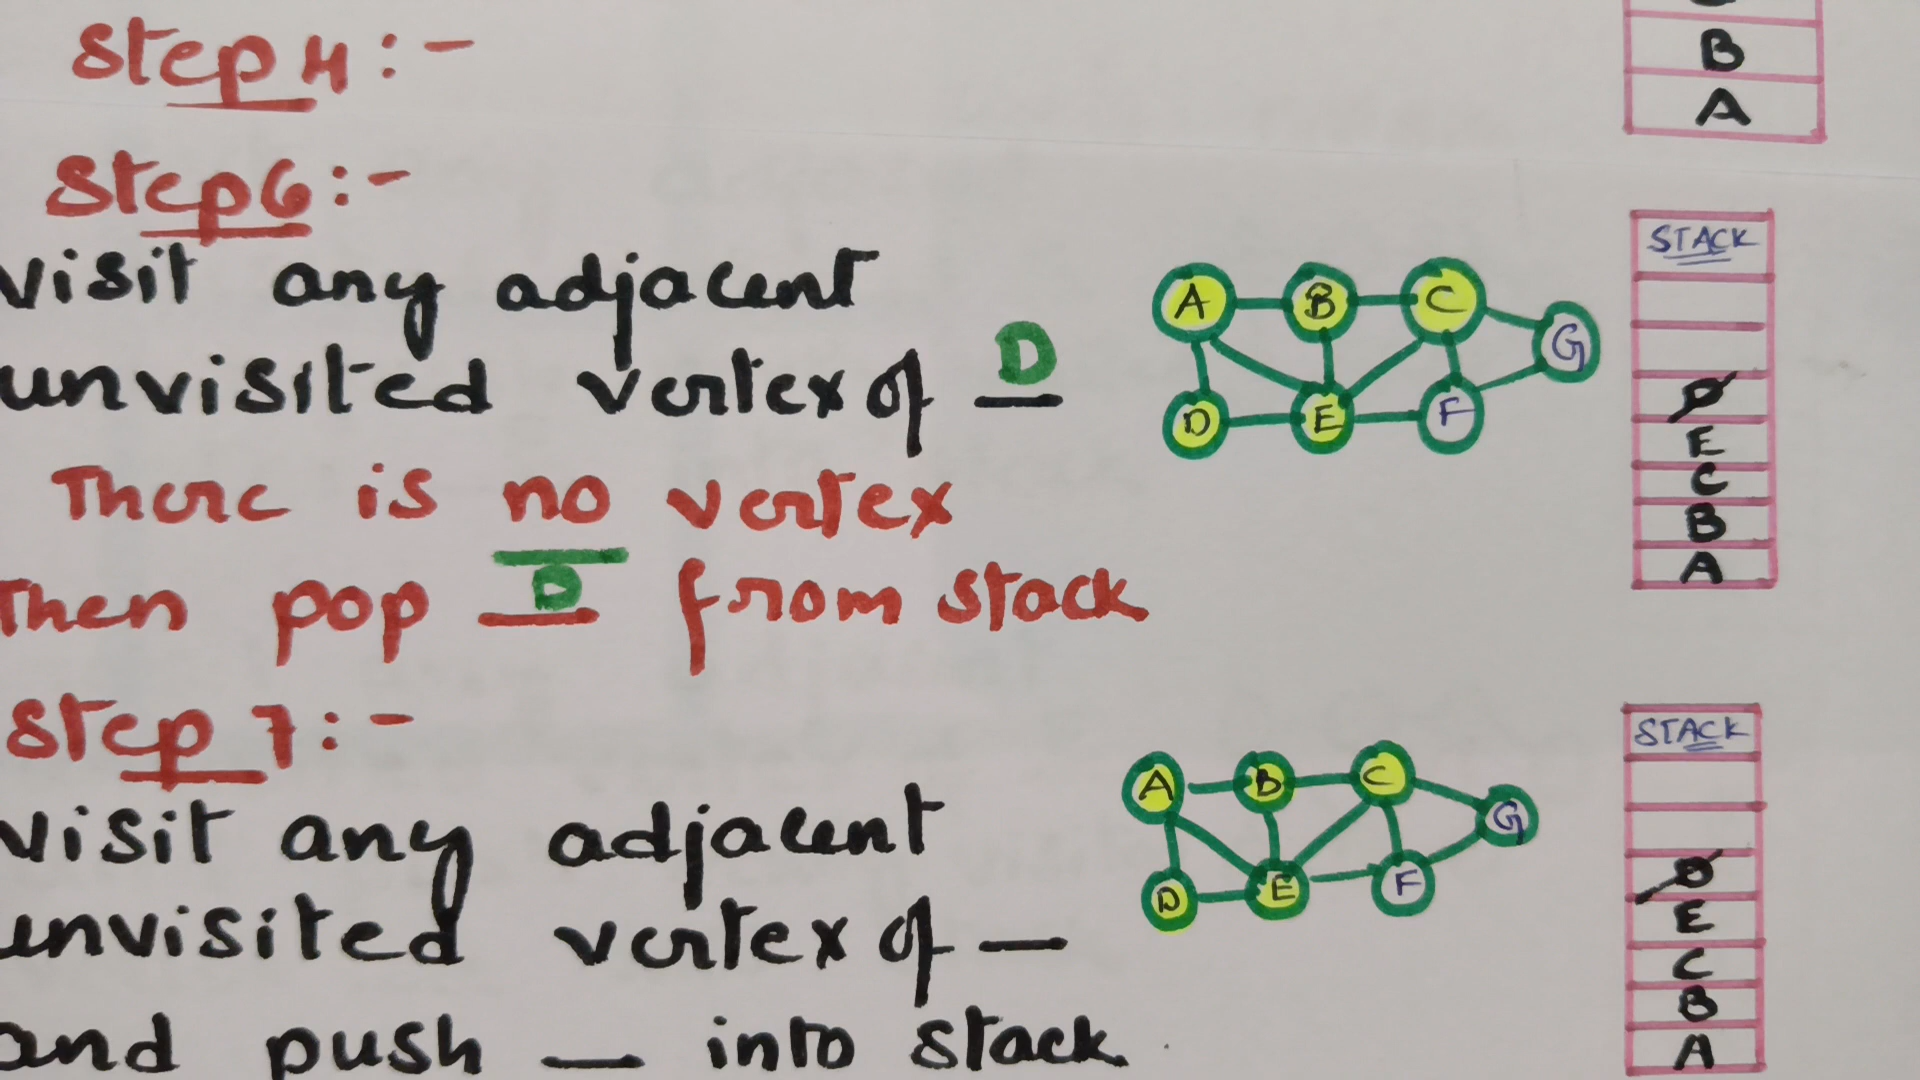 Step 4:-
B
A
Step 6:-
visit any adjacent
unvisited vertex of D
There is no vertex
Then pop D from stack
A B C G
D E F
STACK
D
E
C
B
A
Step 7:-
visit any adjacent
unvisited vertex of —
and push — into stack
A B C G
D E F
STACK
D
E
C
B
A